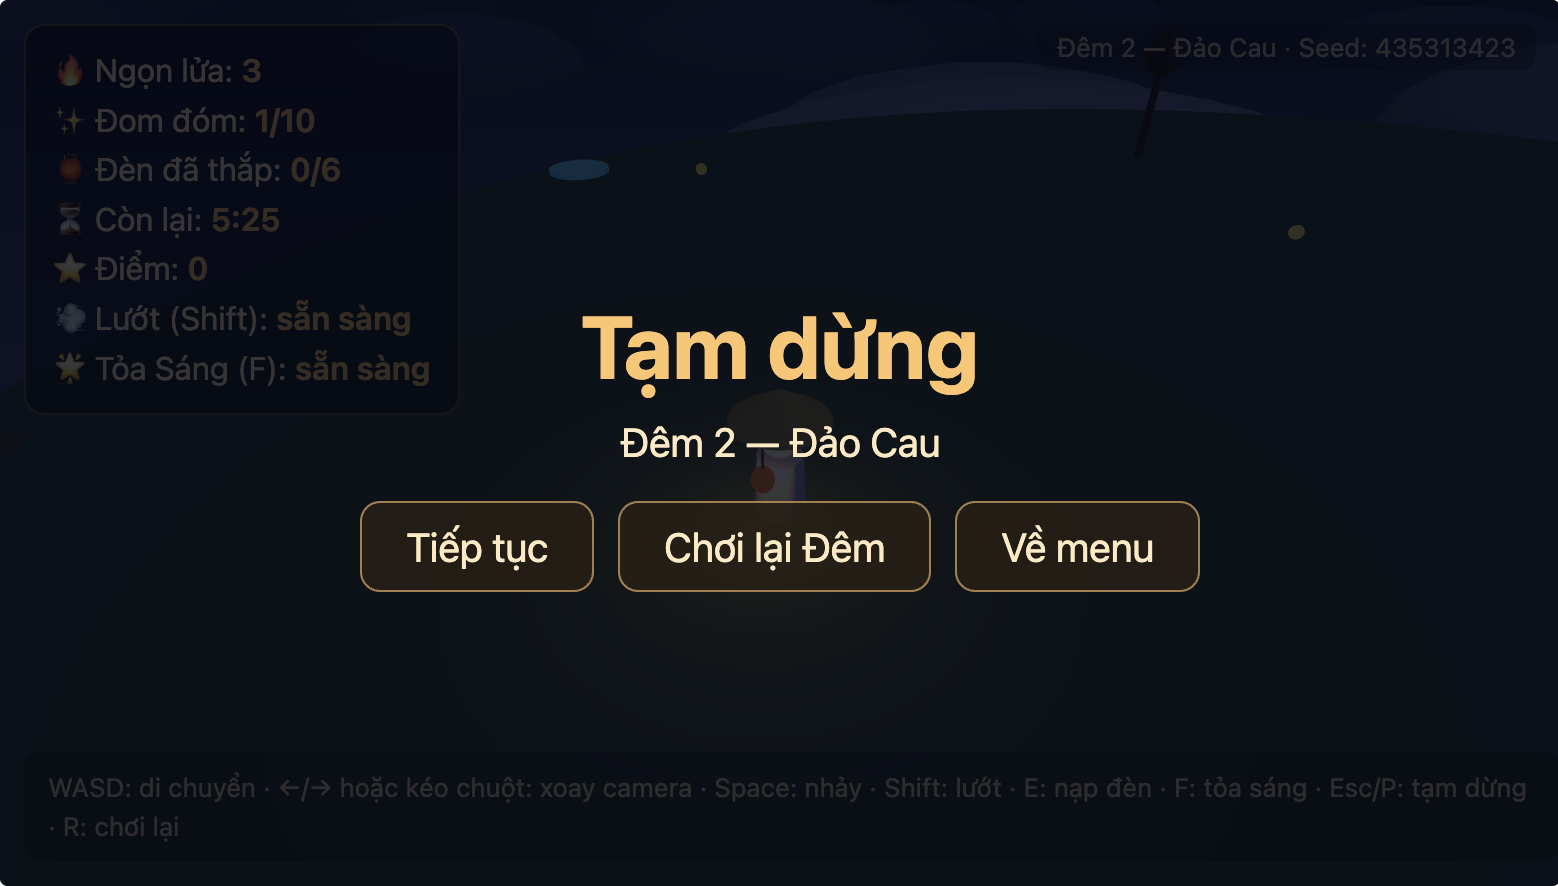 🔥 Ngọn lửa: 3
✨ Đom đóm: 1/10
🏮 Đèn đã thắp: 0/6
⏳ Còn lại: 5:25
⭐ Điểm: 0
💨 Lướt (Shift): sẵn sàng
🌟 Tỏa Sáng (F): sẵn sàng
Đêm 2 — Đảo Cau · Seed: 435313423
Tạm dừng
Đêm 2 — Đảo Cau
Tiếp tục
Chơi lại Đêm
Về menu
WASD: di chuyển · ←/→ hoặc kéo chuột: xoay camera · Space: nhảy · Shift: lướt · E: nạp đèn · F: tỏa sáng · Esc/P: tạm dừng
· R: chơi lại